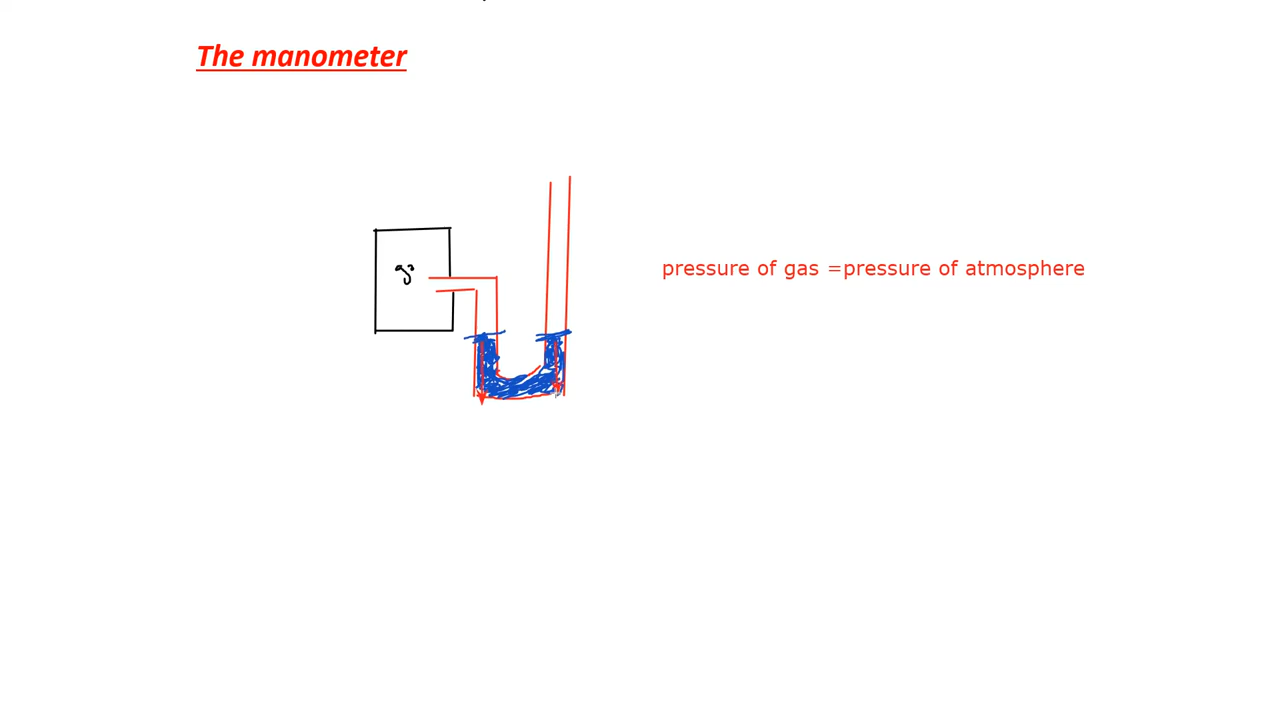 The manometer
pressure of gas =pressure of atmosphere